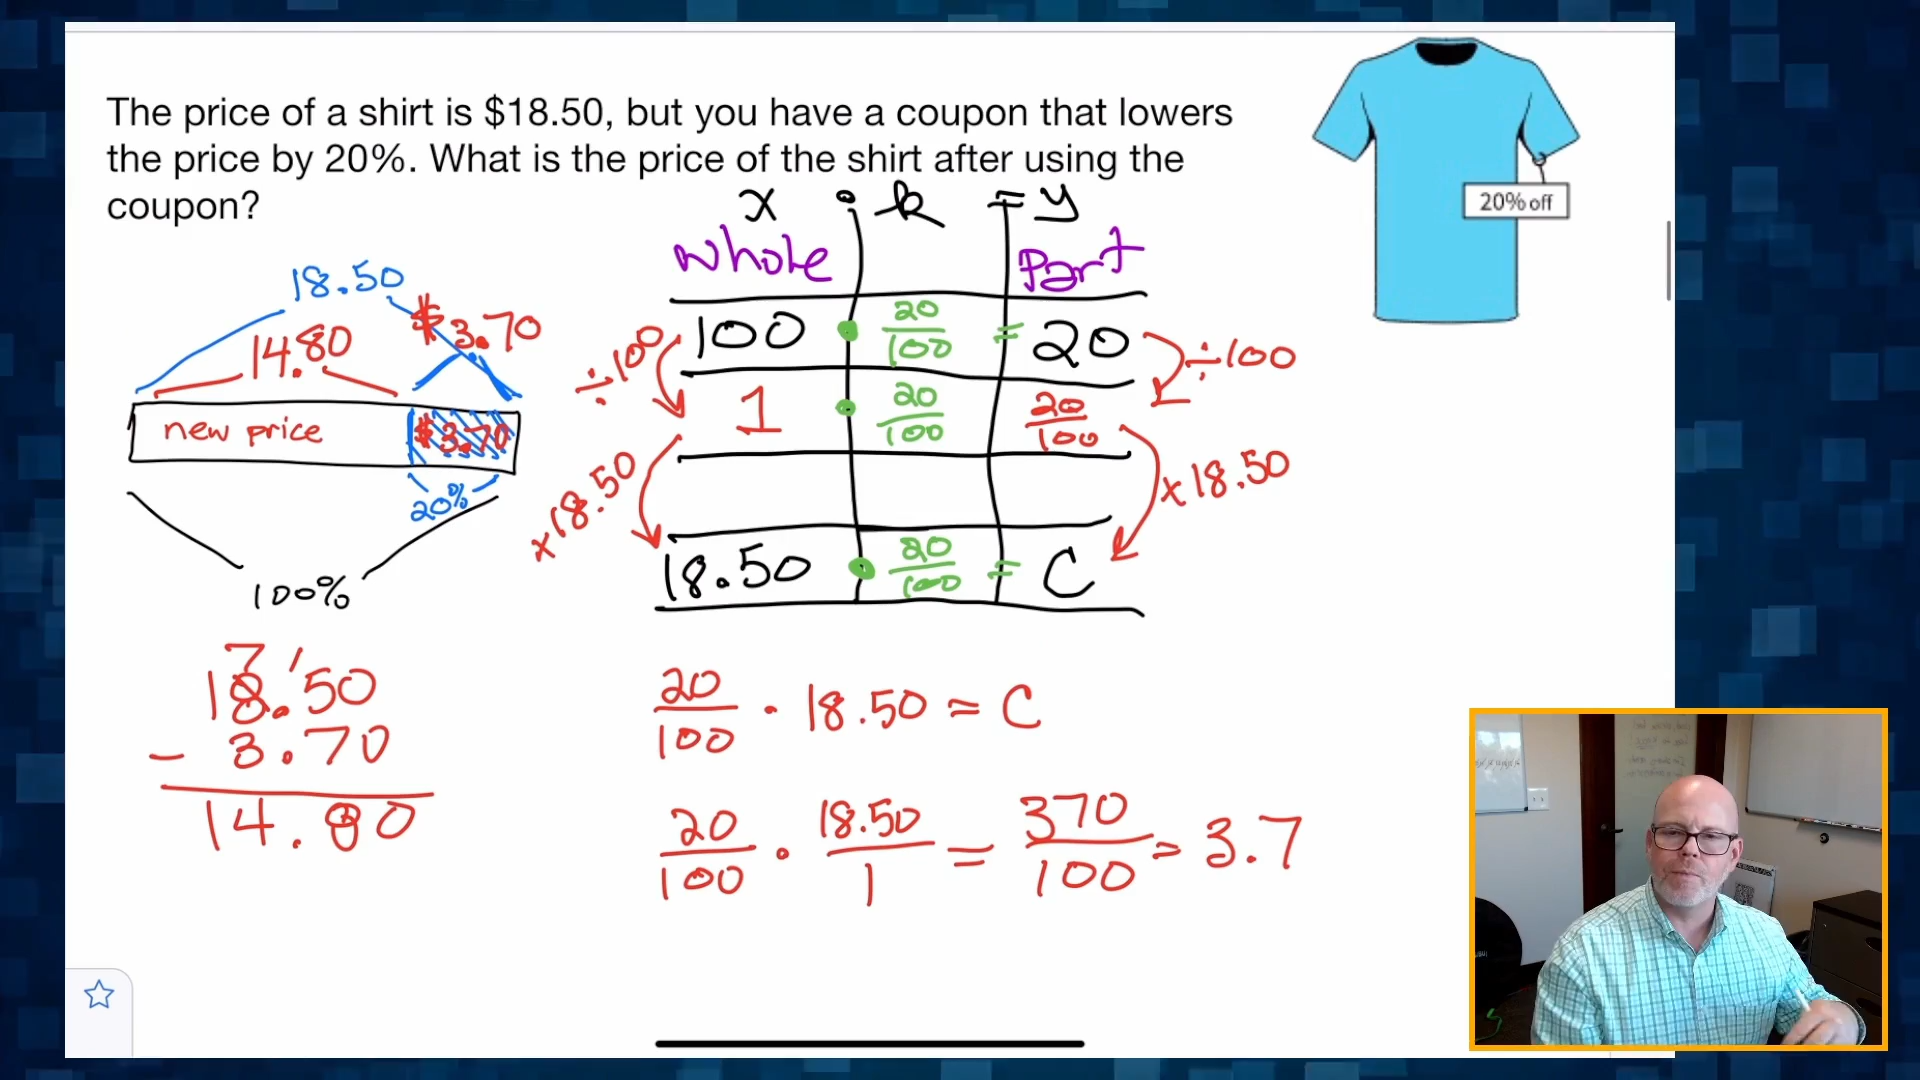 The price of a shirt is $18.50, but you have a coupon that lowers
the price by 20%. What is the price of the shirt after using the
coupon?
20% off
x • k = y
Whole Part
100 • 20/100 = 20
1 • 20/100 20/100
18.50 • 20/100 = C
÷100
×18.50
÷100
×18.50
18.50
14.80 $3.70
new price $3.70
20%
100%
7 1
18.50
- 3.70
14.80
20/100 · 18.50 = C
20/100 · 18.50/1 = 370/100 = 3.7